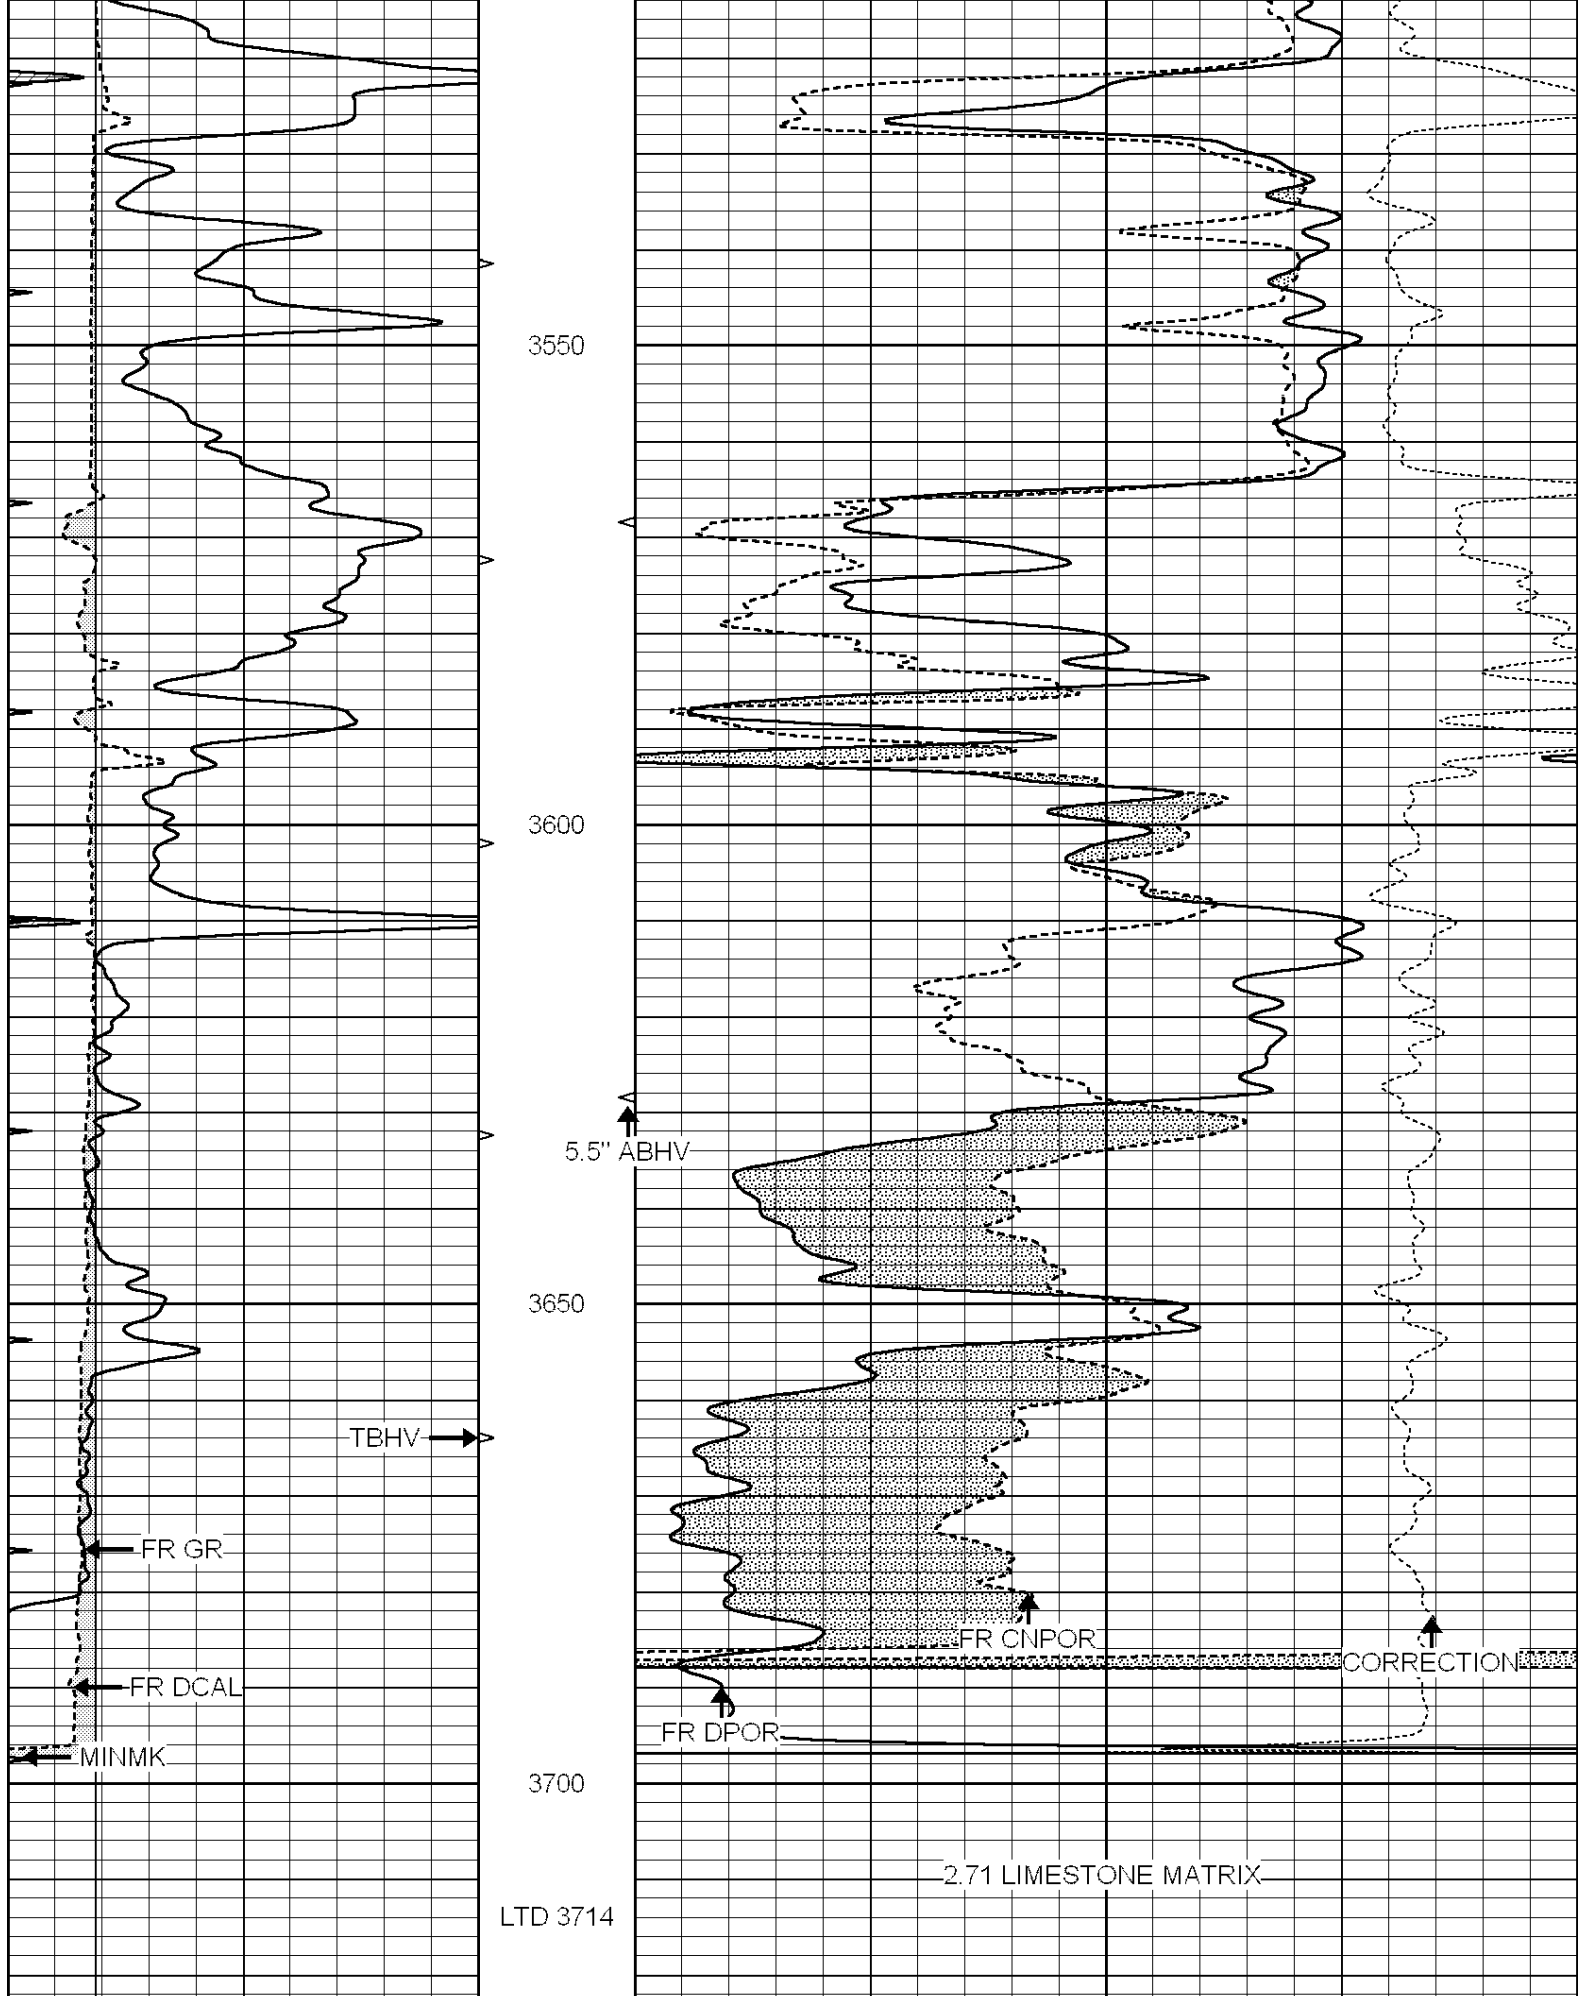 3550
3600
5.5" ABHV
3650
TBHV
FR GR
FR CNPOR
CORRECTION
FR DCAL
FR DPOR
MINMK
3700
2.71 LIMESTONE MATRIX
LTD 3714